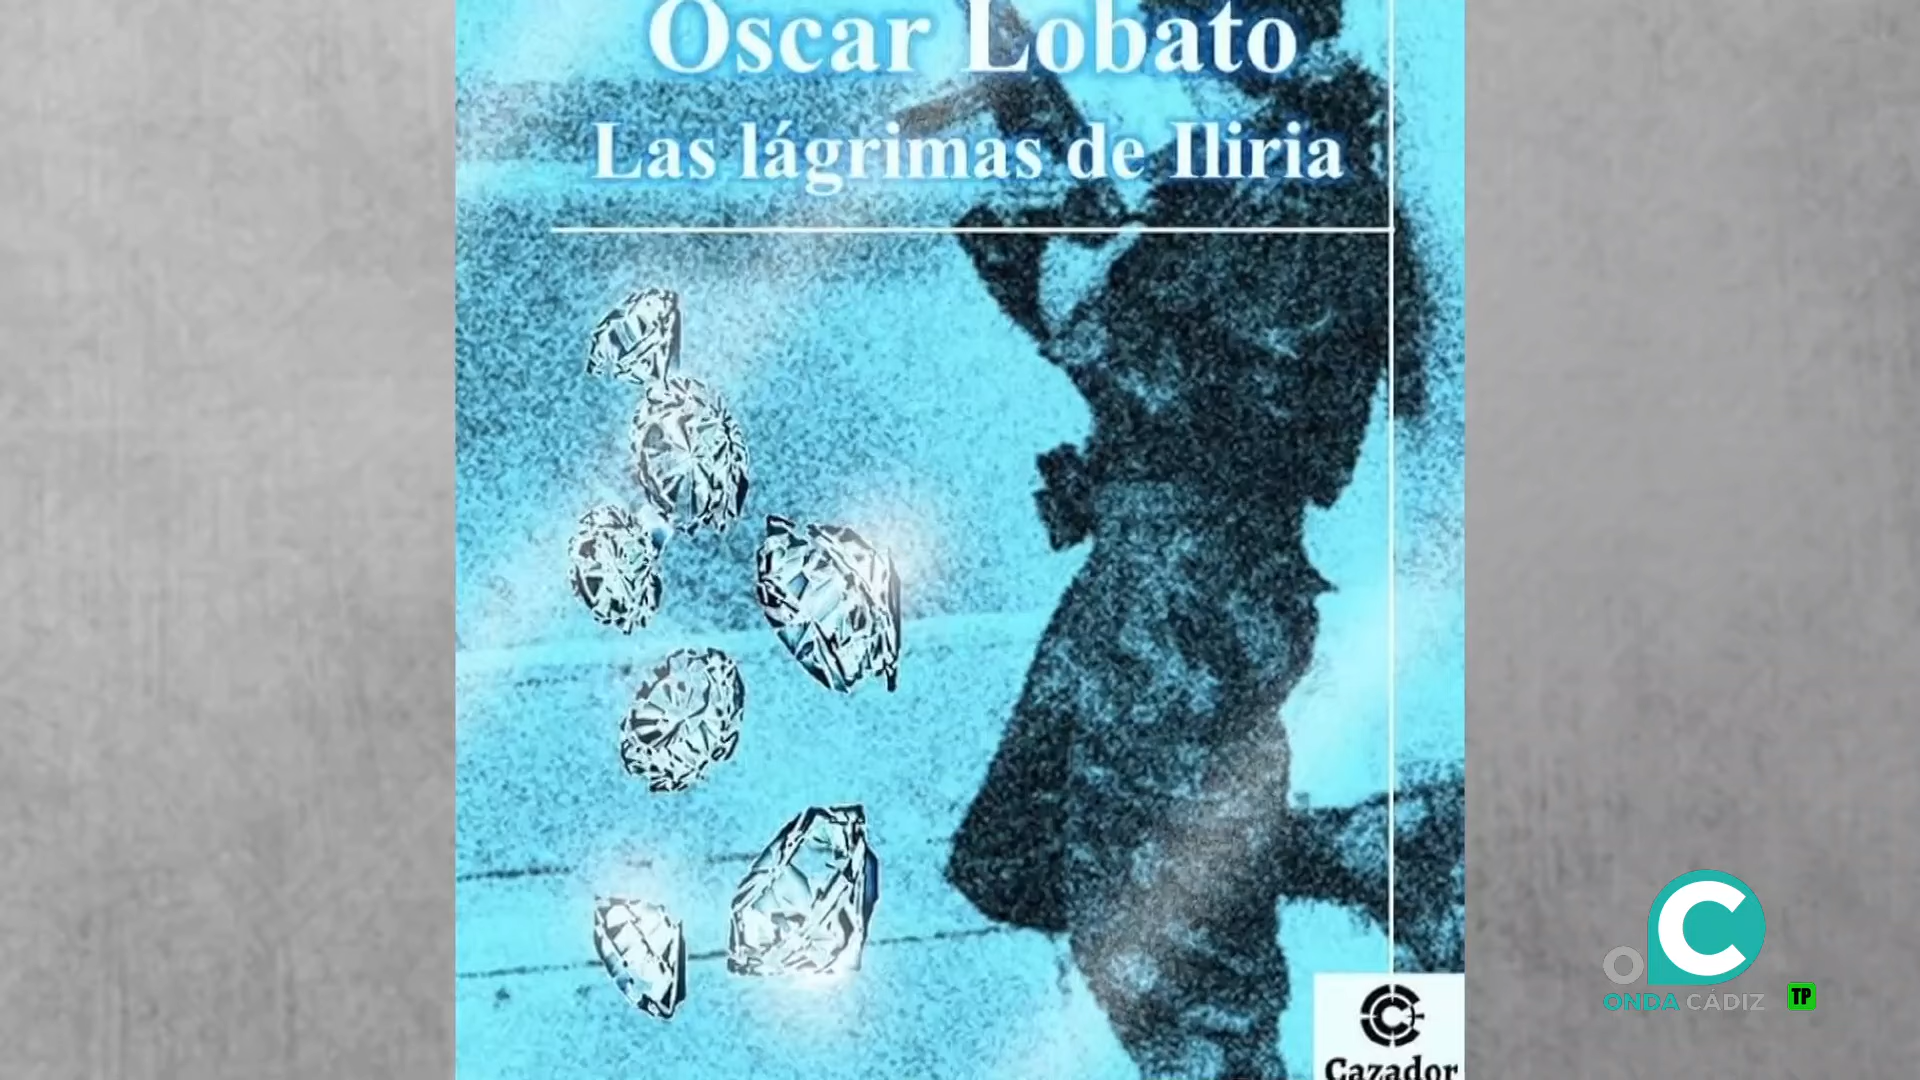 Oscar Lobato
Las lágrimas de Iliria
Cazador
ONDA CÁDIZ
TP